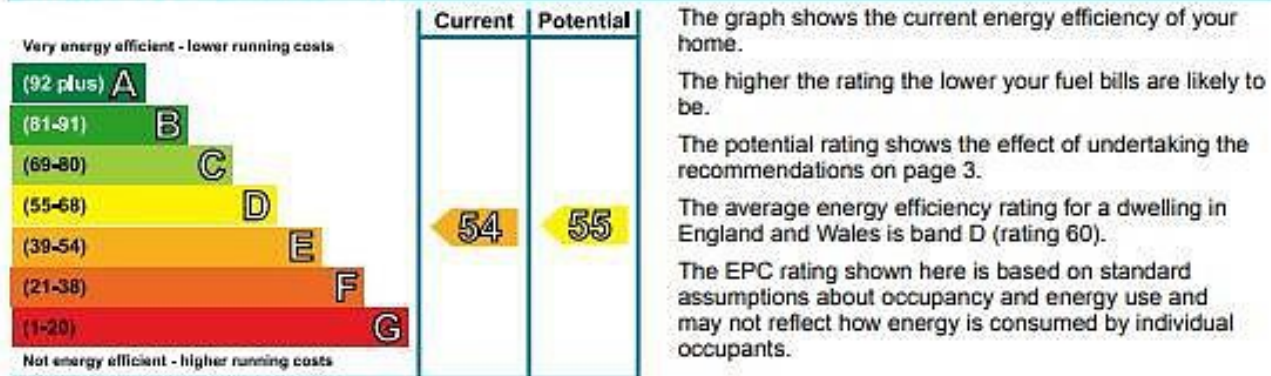 Current Potential
Very energy efficient - lower running costs
(92 plus) A
(81-91) B
(69-80) C
(55-68) D
(39-54) E
(21-38) F
(1-20) G
Not energy efficient - higher running costs
54
55
The graph shows the current energy efficiency of your
home.
The higher the rating the lower your fuel bills are likely to
be.
The potential rating shows the effect of undertaking the
recommendations on page 3.
The average energy efficiency rating for a dwelling in
England and Wales is band D (rating 60).
The EPC rating shown here is based on standard
assumptions about occupancy and energy use and
may not reflect how energy is consumed by individual
occupants.